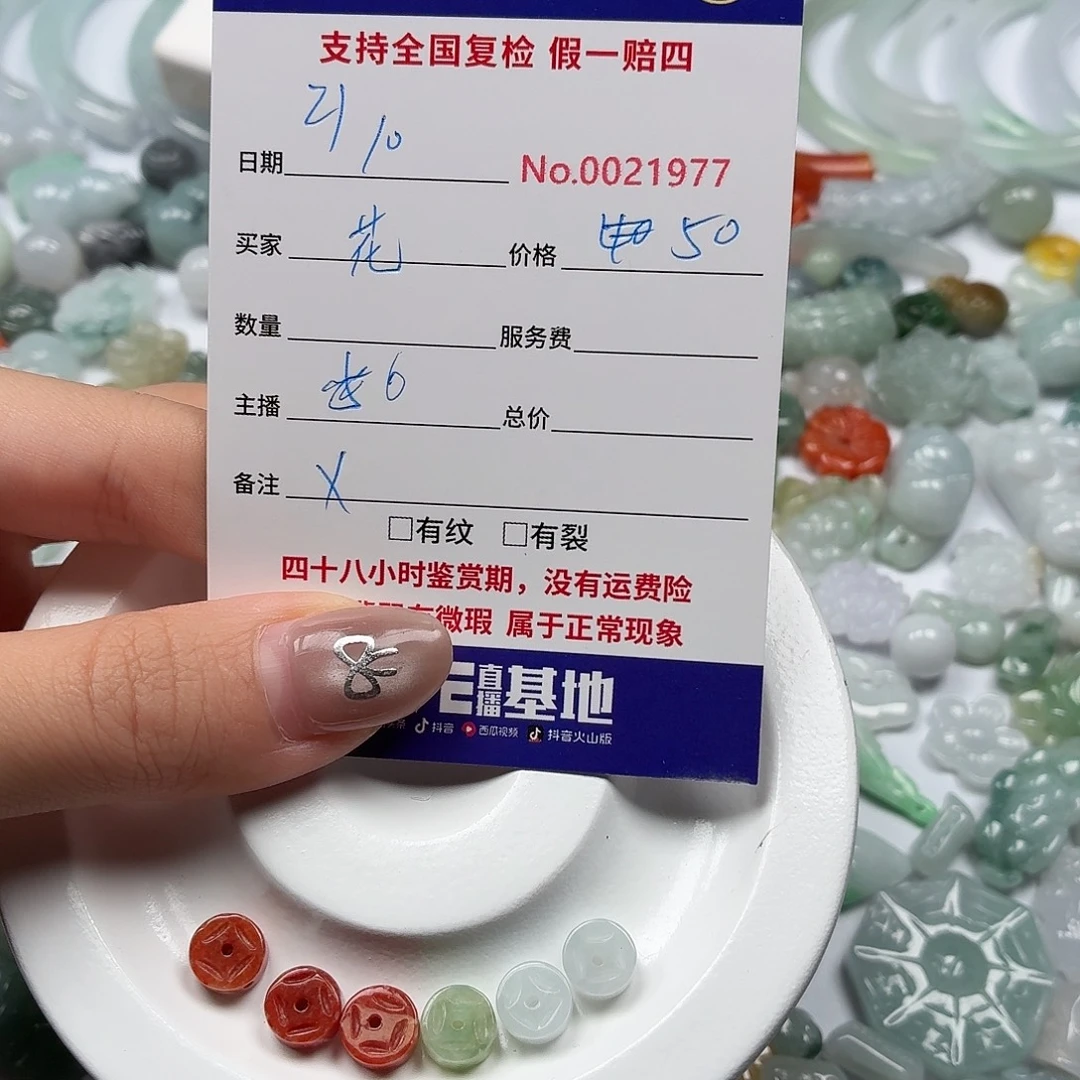 支持全国复检 假一赔四
日期 No.0021977
买家 花 价格 50
数量 服务费
主播 6 总价
备注 X
□有纹 □有裂
四十八小时鉴赏期，没有运费险
微瑕 属于正常现象
直播基地
抖音 西瓜视频 抖音火山版